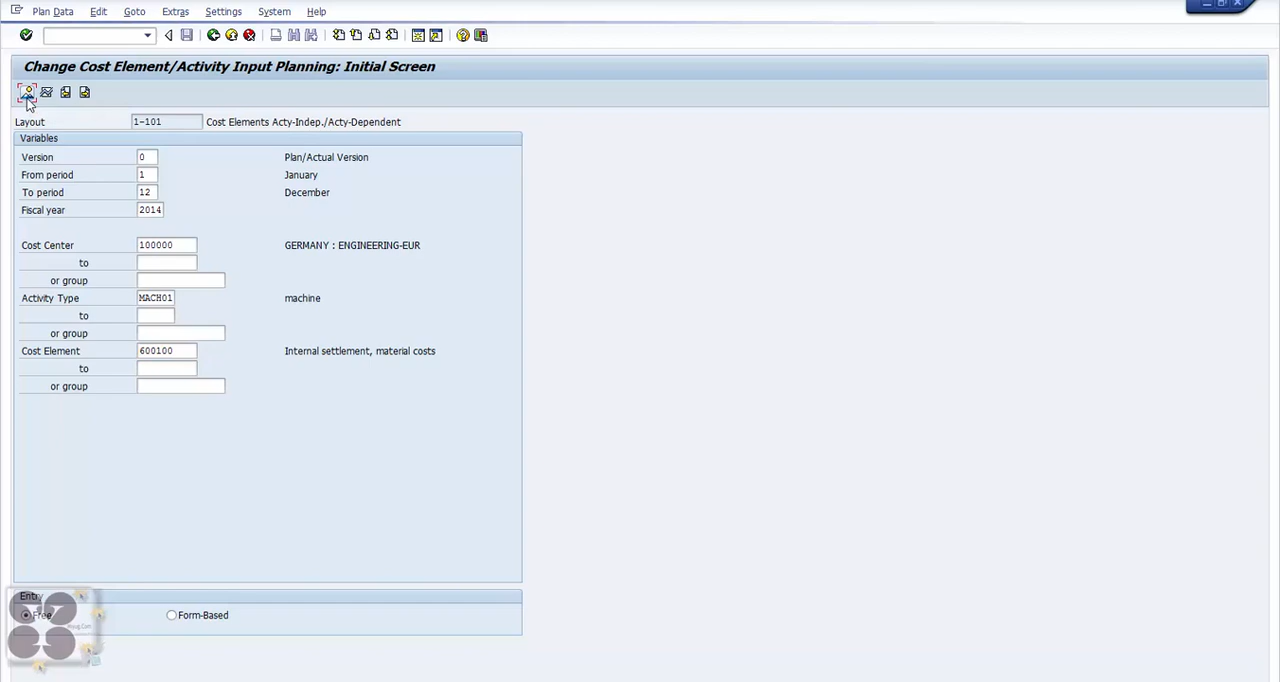 Plan Data Edit Goto Extras Settings System Help
Change Cost Element/Activity Input Planning: Initial Screen
Layout 1-101 Cost Elements Acty-Indep./Acty-Dependent
Variables
Version 0 Plan/Actual Version
From period 1 January
To period 12 December
Fiscal year 2014
Cost Center 100000 GERMANY : ENGINEERING-EUR
to
or group
Activity Type MACH01 machine
to
or group
Cost Element 600100 Internal settlement, material costs
to
or group
Entry
Free Form-Based